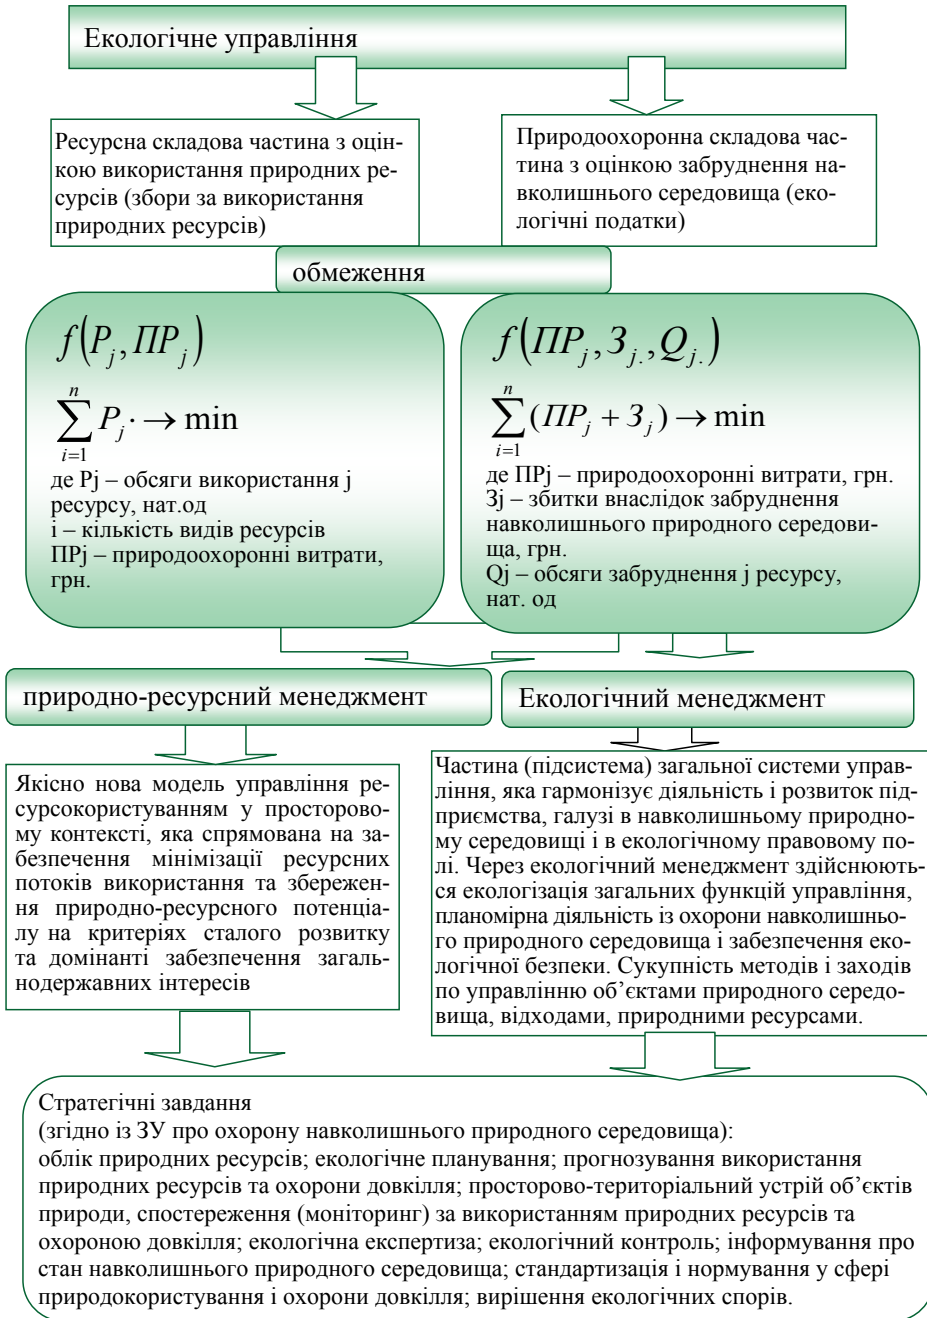 Екологічне управління
Ресурсна складова частина з оцін-
кою використання природних ре-
сурсів (збори за використання
природних ресурсів)
Природоохоронна складова час-
тина з оцінкою забруднення на-
вколишнього середовища (еко-
логічні податки)
обмеження
f(P_j, ПР_j)
n
∑ P_j · → min
i=1
де Pj – обсяги використання j
ресурсу, нат.од
i – кількість видів ресурсів
ПPj – природоохоронні витрати,
грн.
f(ПР_j, З_j., Q_j.)
n
∑ (ПР_j + З_j) → min
i=1
де ПРj – природоохоронні витрати, грн.
Зj – збитки внаслідок забруднення
навколишнього природного середови-
ща, грн.
Qj – обсяги забруднення j ресурсу,
нат. од
природно-ресурсний менеджмент
Екологічний менеджмент
Якісно нова модель управління ре-
сурсокористуванням у просторово-
му контексті, яка спрямована на за-
безпечення мінімізації ресурсних
потоків використання та збережен-
ня природно-ресурсного потенціа-
лу на критеріях сталого розвитку
та домінанті забезпечення загаль-
нодержавних інтересів
Частина (підсистема) загальної системи управ-
ління, яка гармонізує діяльність і розвиток під-
приємства, галузі в навколишньому природно-
му середовищі і в екологічному правовому по-
лі. Через екологічний менеджмент здійснюють-
ся екологізація загальних функцій управління,
планомірна діяльність із охорони навколишньо-
го природного середовища і забезпечення еко-
логічної безпеки. Сукупність методів і заходів
по управлінню об’єктами природного середо-
вища, відходами, природними ресурсами.
Стратегічні завдання
(згідно із ЗУ про охорону навколишнього природного середовища):
облік природних ресурсів; екологічне планування; прогнозування використання
природних ресурсів та охорони довкілля; просторово-територіальний устрій об’єктів
природи, спостереження (моніторинг) за використанням природних ресурсів та
охороною довкілля; екологічна експертиза; екологічний контроль; інформування про
стан навколишнього природного середовища; стандартизація і нормування у сфері
природокористування і охорони довкілля; вирішення екологічних спорів.